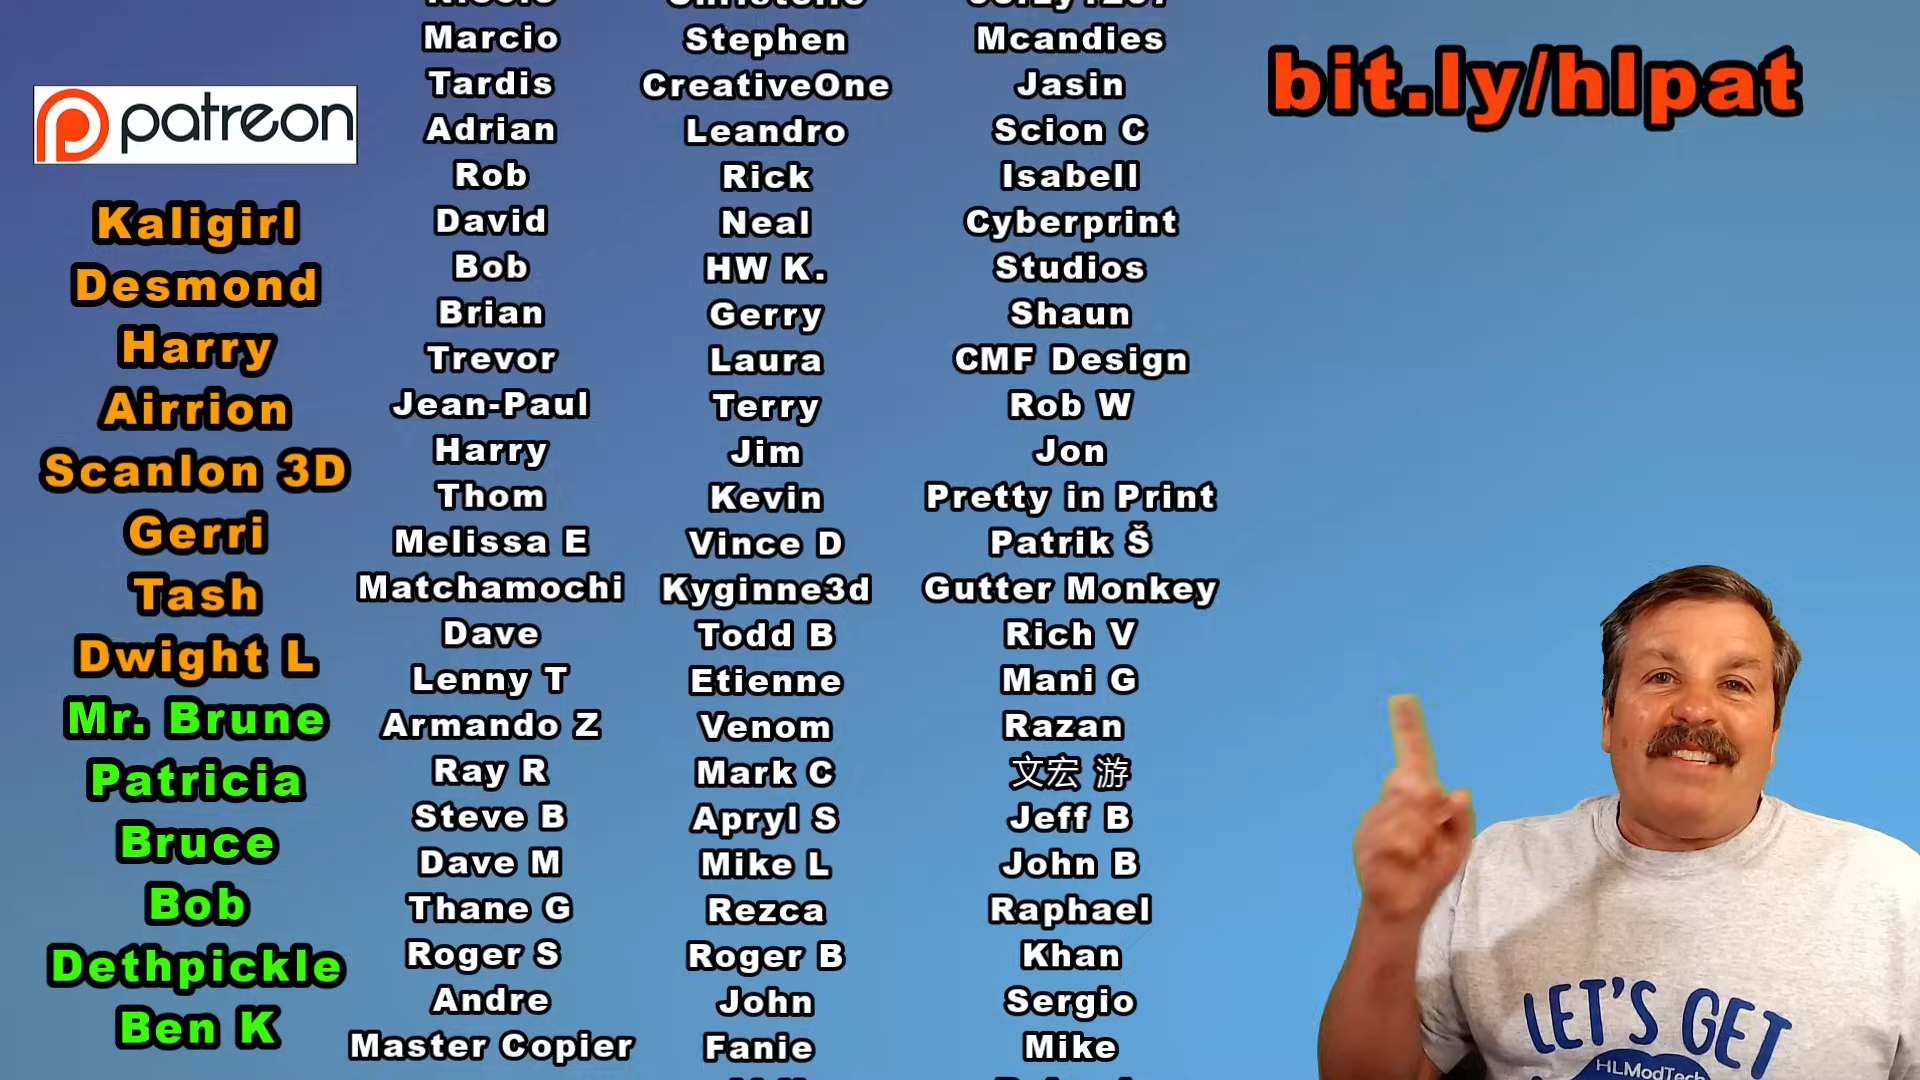 patreon
Kaligirl
Desmond
Harry
Airrion
Scanlon 3D
Gerri
Tash
Dwight L
Mr. Brune
Patricia
Bruce
Bob
Dethpickle
Ben K
Marcio
Tardis
Adrian
Rob
David
Bob
Brian
Trevor
Jean-Paul
Harry
Thom
Melissa E
Matchamochi
Dave
Lenny T
Armando Z
Ray R
Steve B
Dave M
Thane G
Roger S
Andre
Master Copier
Stephen
CreativeOne
Leandro
Rick
Neal
HW K.
Gerry
Laura
Terry
Jim
Kevin
Vince D
Kyginne3d
Todd B
Etienne
Venom
Mark C
Apryl S
Mike L
Rezca
Roger B
John
Fanie
Mcandies
Jasin
Scion C
Isabell
Cyberprint
Studios
Shaun
CMF Design
Rob W
Jon
Pretty in Print
Patrik Š
Gutter Monkey
Rich V
Mani G
Razan
文宏 游
Jeff B
John B
Raphael
Khan
Sergio
Mike
bit.ly/hlpat
LET'S GET
HLModTech